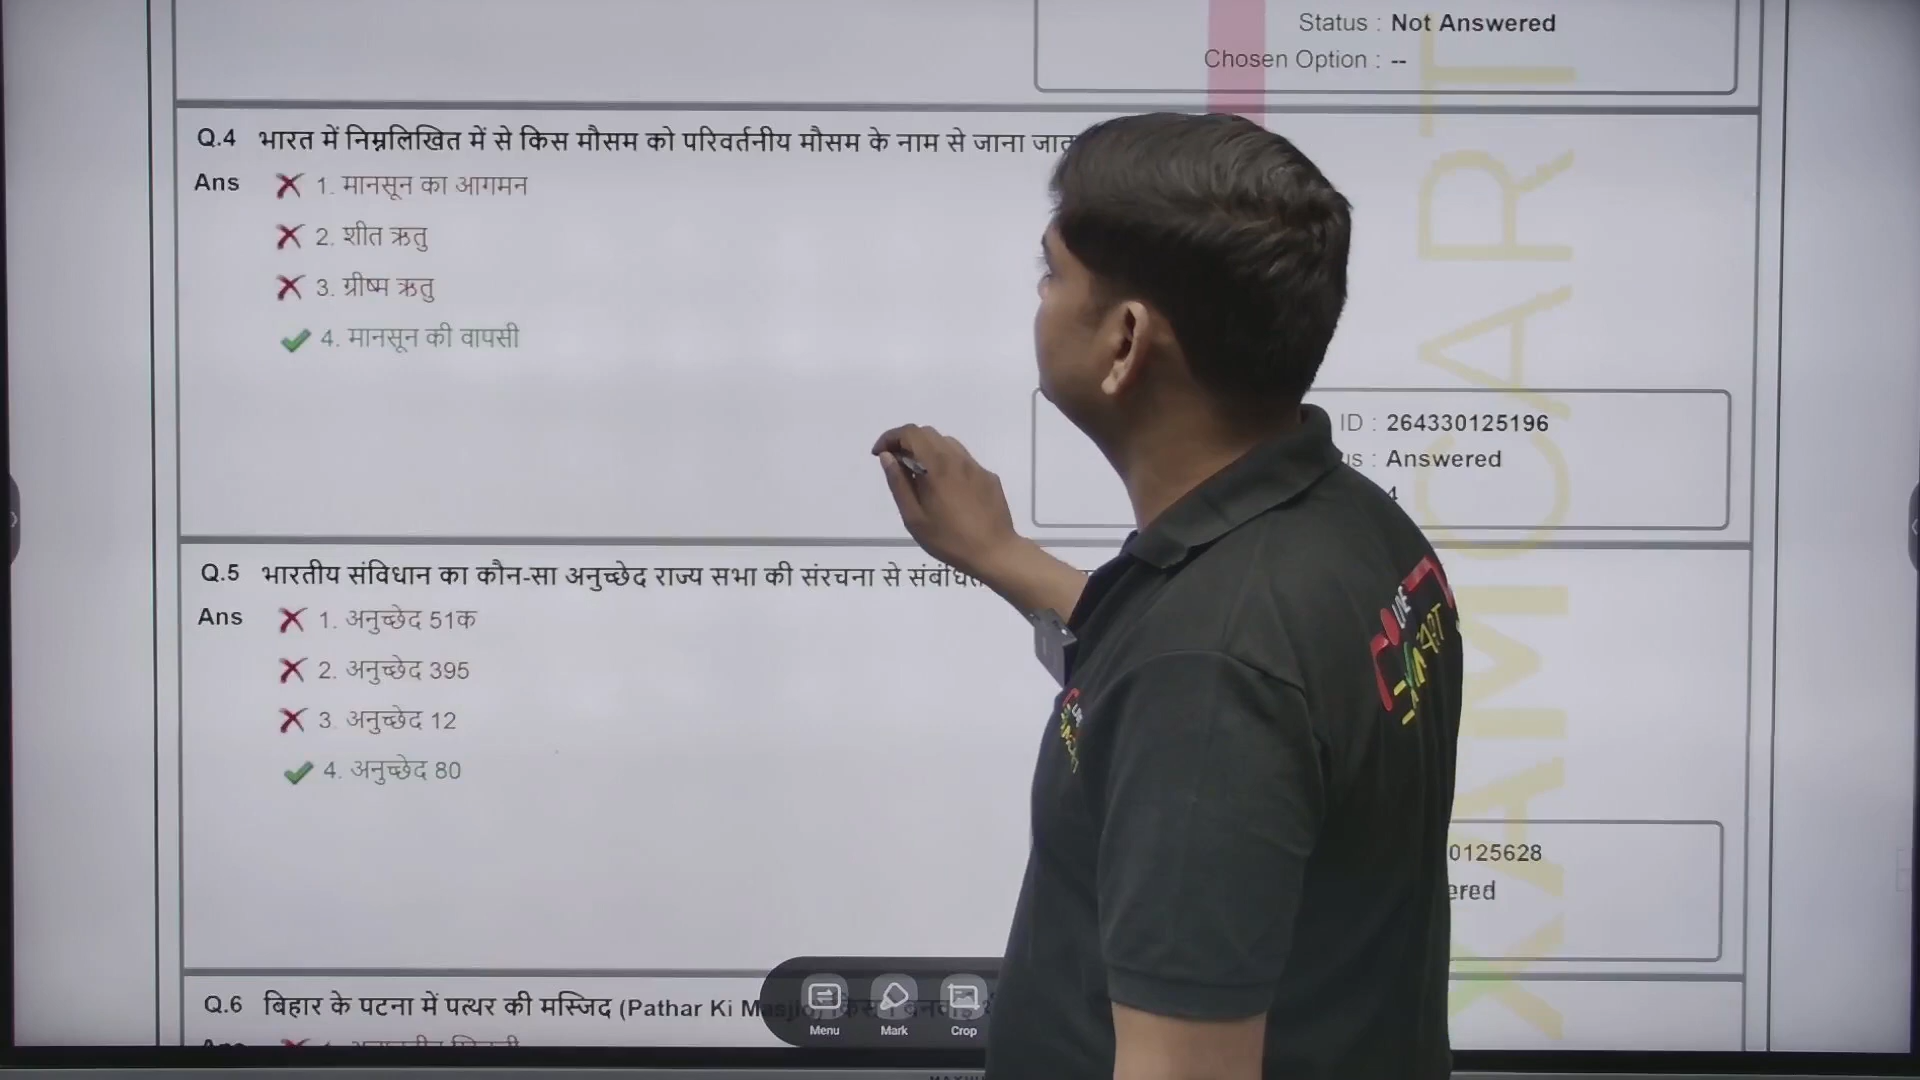 Status : Not Answered
Chosen Option : --
Q.4 भारत में निम्नलिखित में से किस मौसम को परिवर्तनीय मौसम के नाम से जाना
Ans 1. मानसून का आगमन
2. शीत ऋतु
3. ग्रीष्म ऋतु
4. मानसून की वापसी
ID : 264330125196
: Answered
4
Q.5 भारतीय संविधान का कौन-सा अनुच्छेद राज्य सभा की संरचना से
Ans 1. अनुच्छेद 51क
2. अनुच्छेद 395
3. अनुच्छेद 12
4. अनुच्छेद 80
0125628
Q.6 बिहार के पटना में पत्थर की मस्जिद (Pathar Ki
Menu Mark Crop
XAMCART